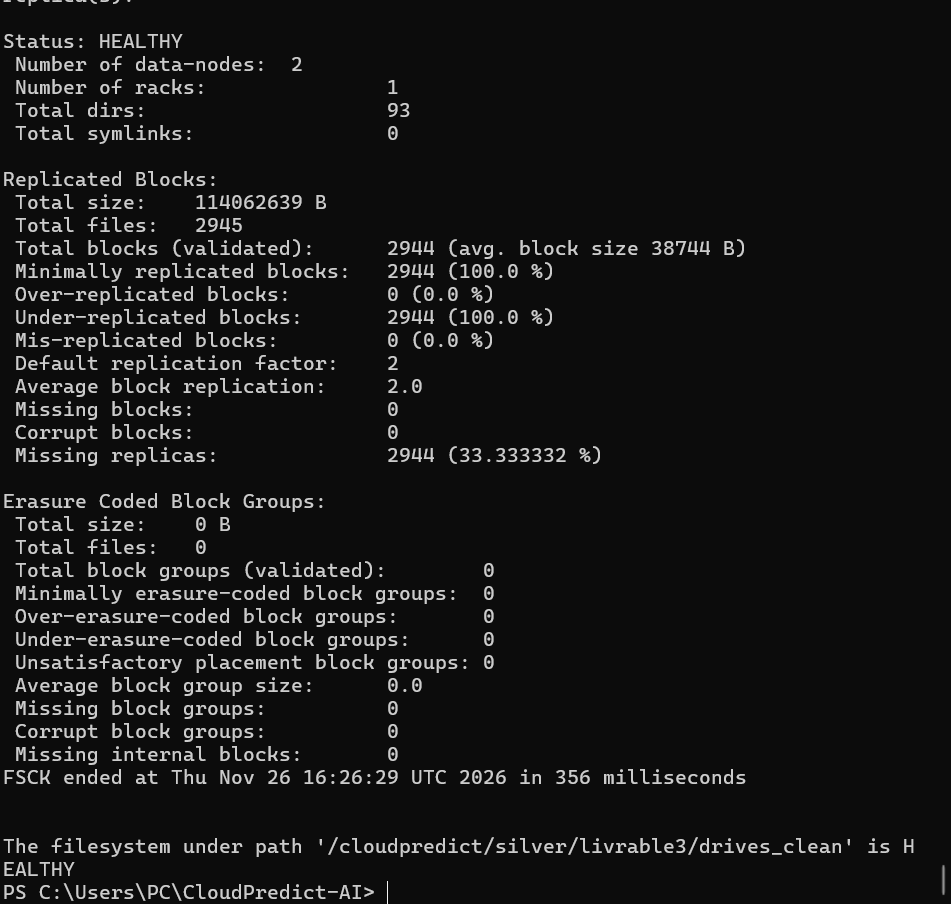 replica(s).
Status: HEALTHY
Number of data-nodes: 2
Number of racks: 1
Total dirs: 93
Total symlinks: 0
Replicated Blocks:
Total size: 114062639 B
Total files: 2945
Total blocks (validated): 2944 (avg. block size 38744 B)
Minimally replicated blocks: 2944 (100.0 %)
Over-replicated blocks: 0 (0.0 %)
Under-replicated blocks: 2944 (100.0 %)
Mis-replicated blocks: 0 (0.0 %)
Default replication factor: 2
Average block replication: 2.0
Missing blocks: 0
Corrupt blocks: 0
Missing replicas: 2944 (33.333332 %)
Erasure Coded Block Groups:
Total size: 0 B
Total files: 0
Total block groups (validated): 0
Minimally erasure-coded block groups: 0
Over-erasure-coded block groups: 0
Under-erasure-coded block groups: 0
Unsatisfactory placement block groups: 0
Average block group size: 0.0
Missing block groups: 0
Corrupt block groups: 0
Missing internal blocks: 0
FSCK ended at Thu Nov 26 16:26:29 UTC 2026 in 356 milliseconds
The filesystem under path '/cloudpredict/silver/livrable3/drives_clean' is H
EALTHY
PS C:\Users\PC\CloudPredict-AI>